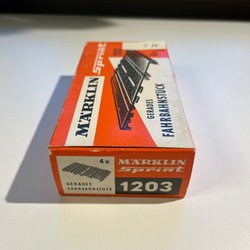 MÄRKLIN
Sprint
GERADES
FAHRBAHNSTÜCK
4x
MÄRKLIN
Sprint
GERADES
FAHRBAHNSTÜCK
1203